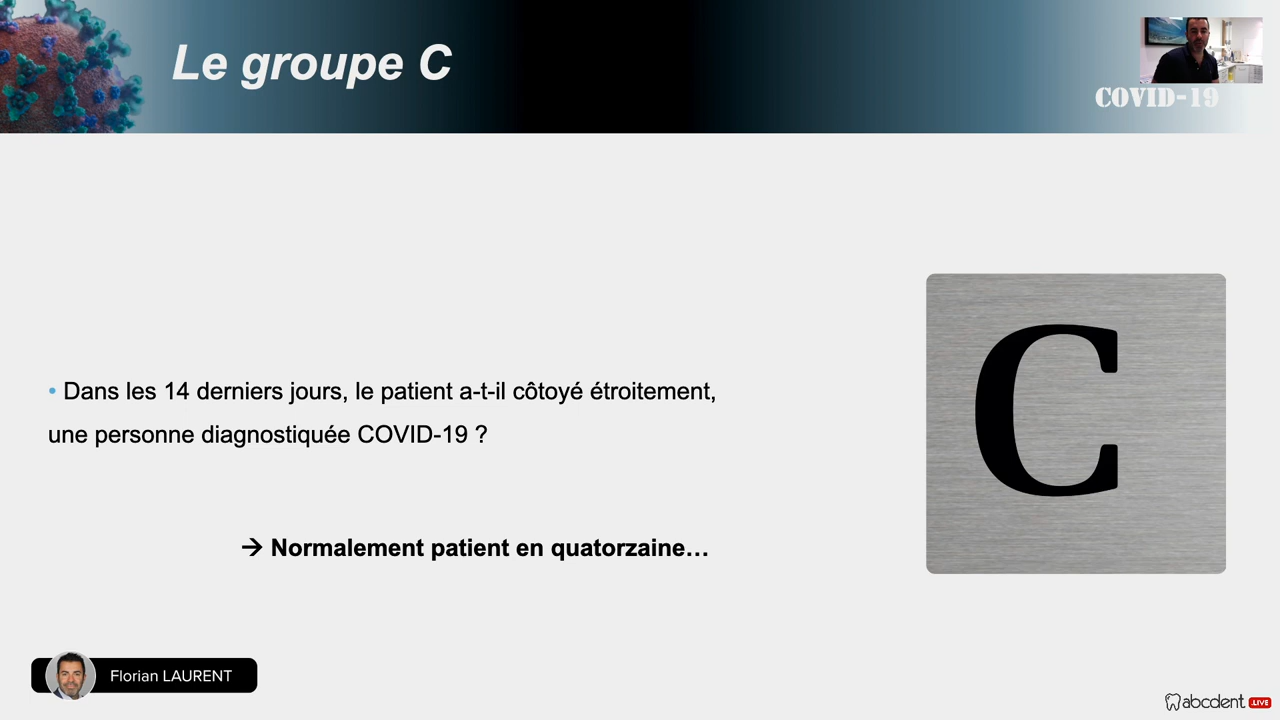 Le groupe C
COVID-19
• Dans les 14 derniers jours, le patient a-t-il côtoyé étroitement,
une personne diagnostiquée COVID-19 ?
C
→ Normalement patient en quatorzaine…
Florian LAURENT
abcdent .LIVE